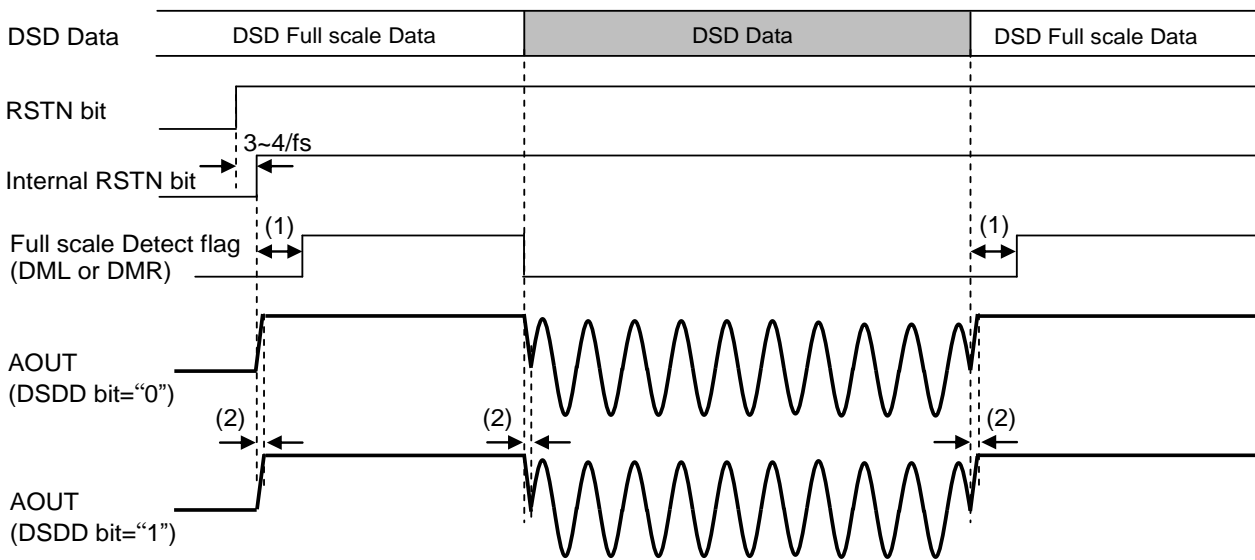 DSD Data
DSD Full scale Data
DSD Data
DSD Full scale Data
RSTN bit
3~4/fs
Internal RSTN bit
(1)
(1)
Full scale Detect flag
(DML or DMR)
AOUT
(DSDD bit=“0”)
(2)
(2)
(2)
AOUT
(DSDD bit=“1”)